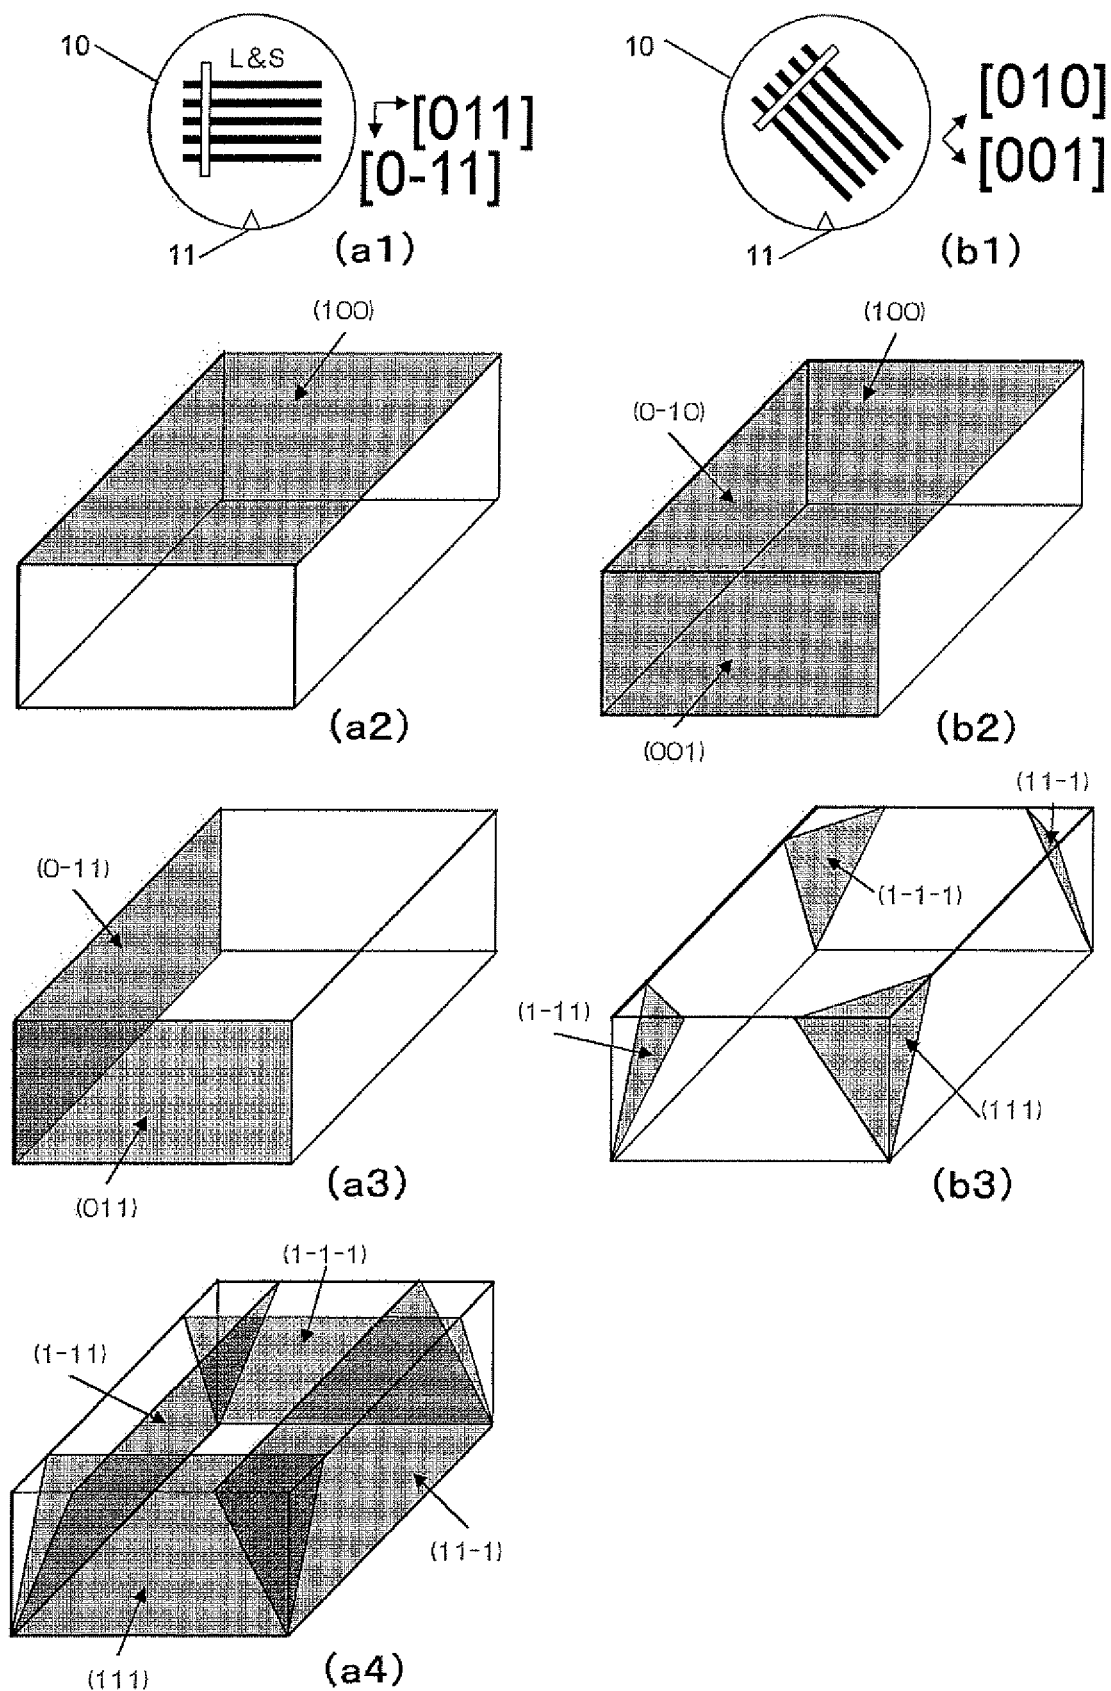 10
L&S
[011]
[0-11]
11
(a1)
10
[010]
[001]
11
(b1)
(100)
(a2)
(100)
(0-10)
(001)
(b2)
(0-11)
(011)
(a3)
(11-1)
(1-1-1)
(1-11)
(111)
(b3)
(1-1-1)
(1-11)
(11-1)
(111)
(a4)